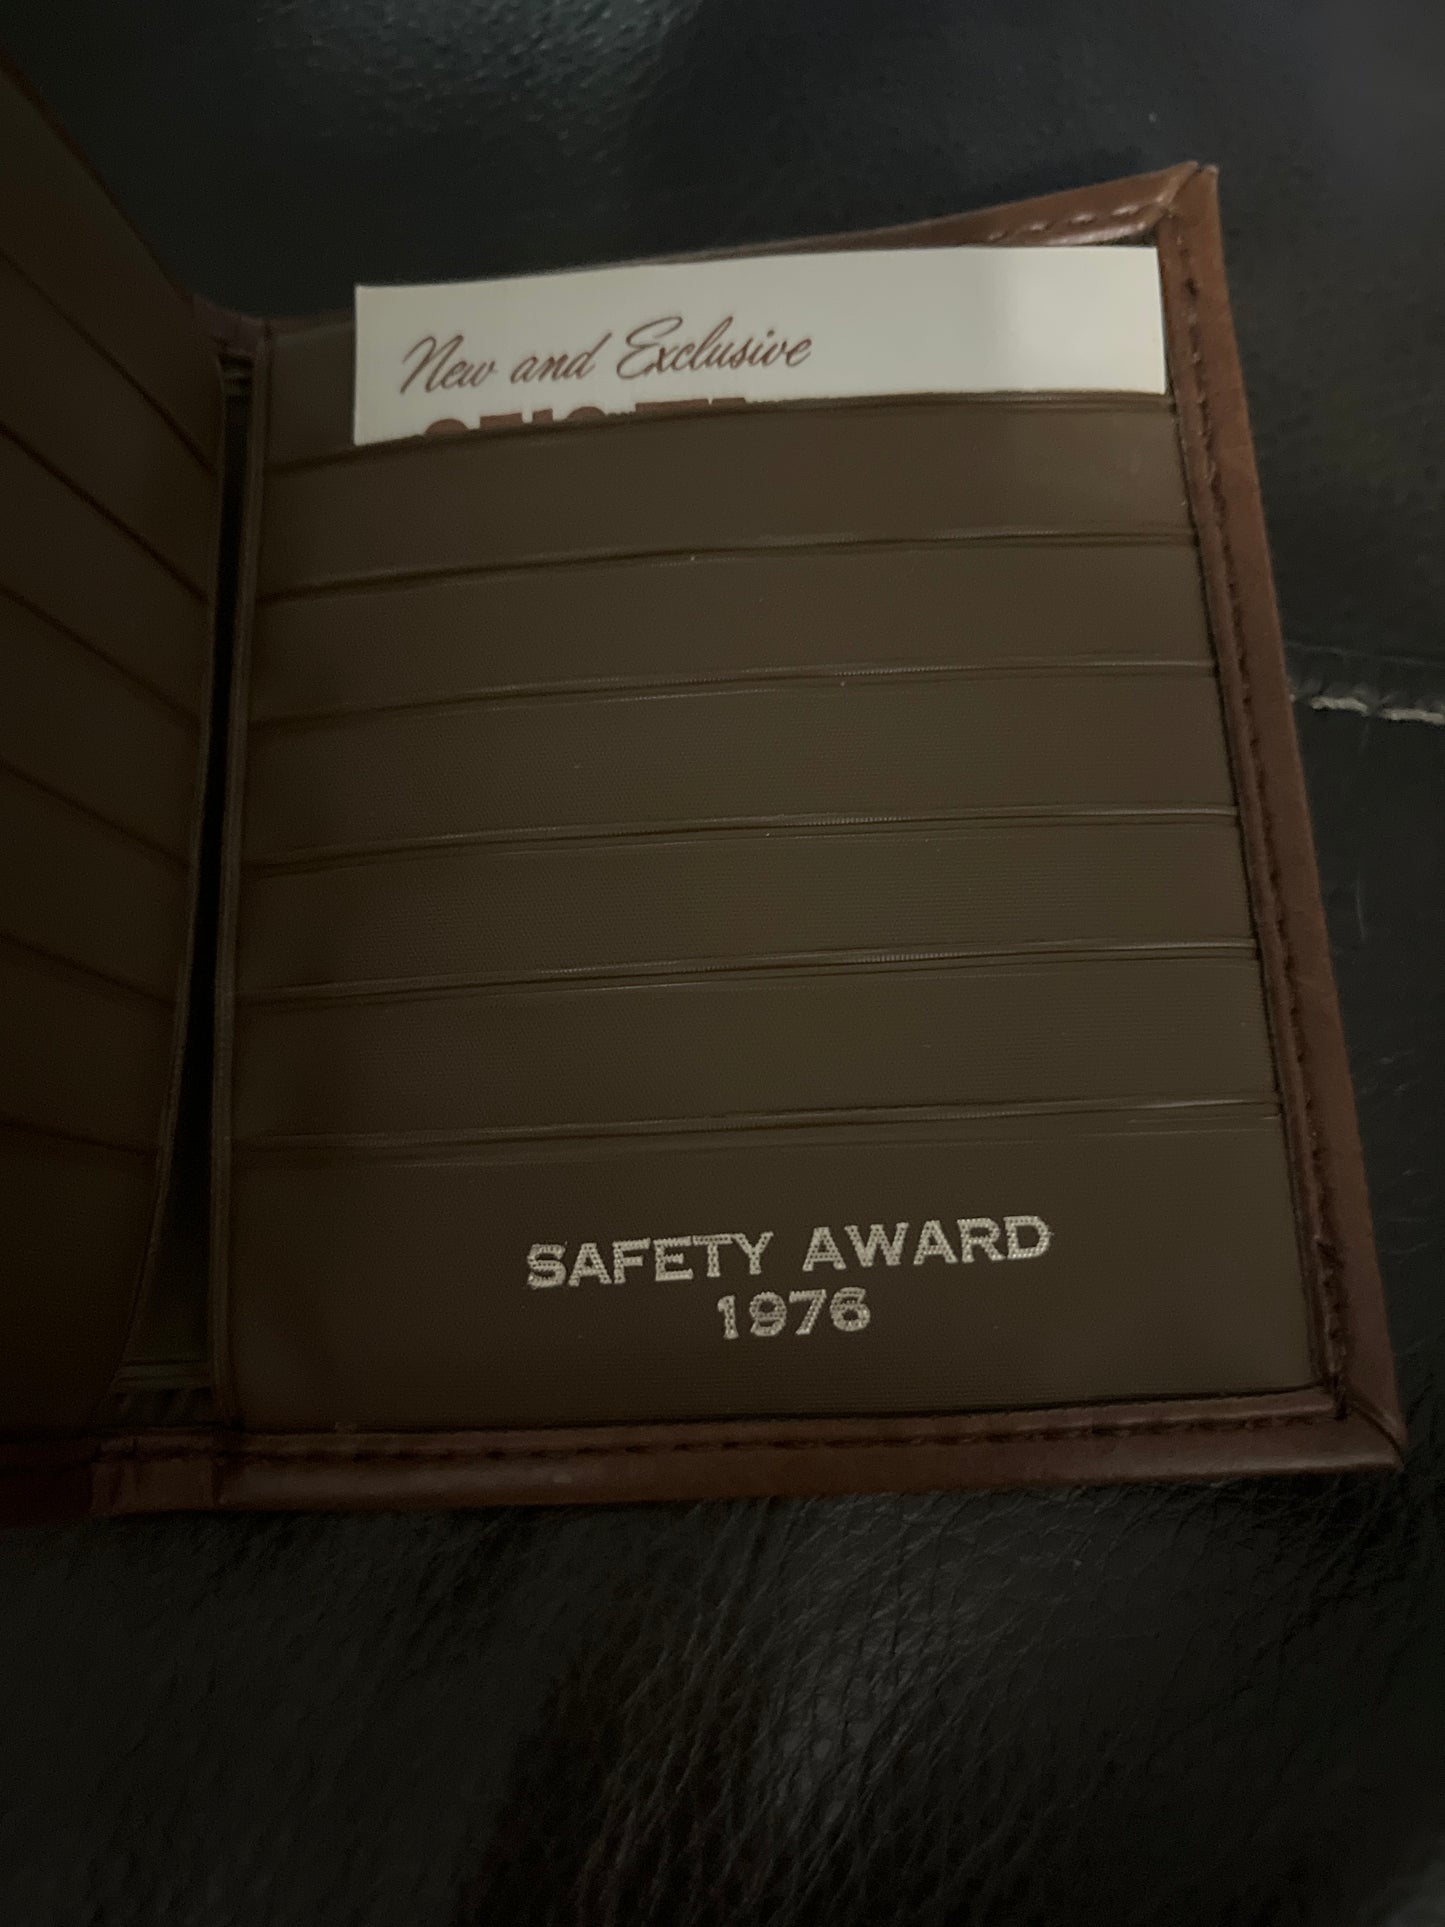 New and Exclusive
SAFETY AWARD
1976